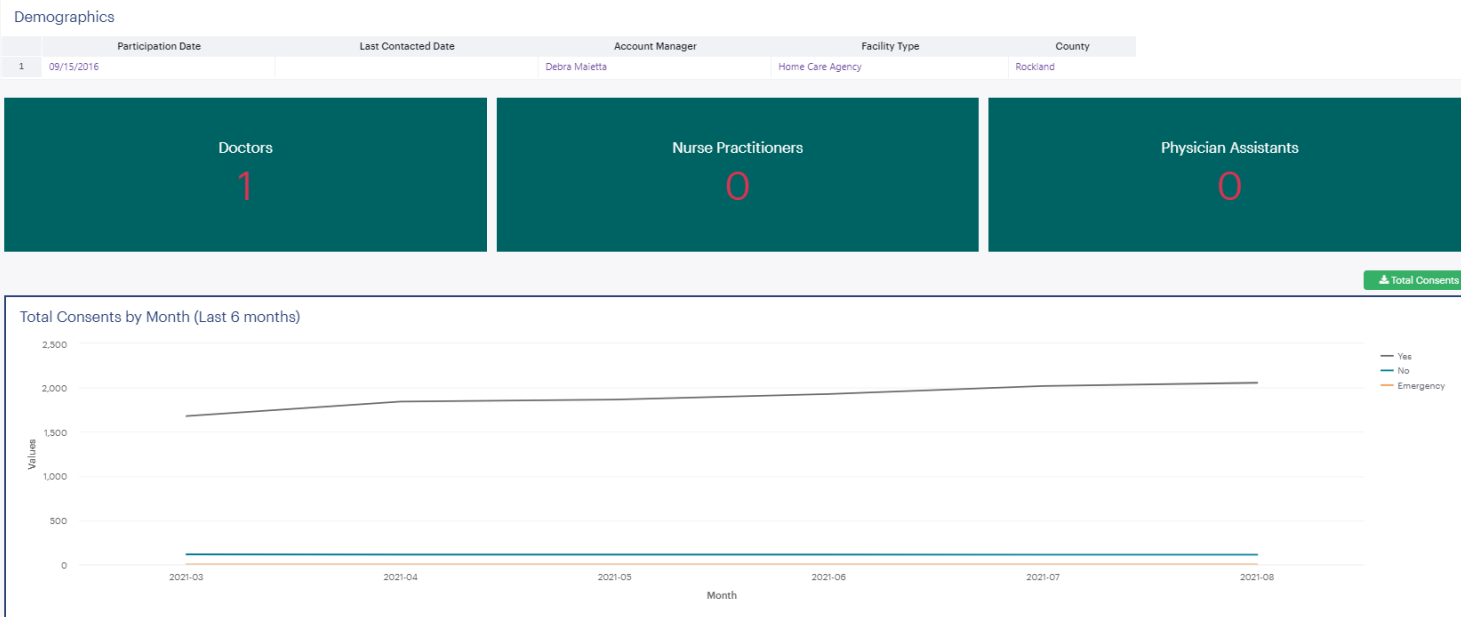 Demographics
Participation Date Last Contacted Date Account Manager Facility Type County
1 09/15/2016 Debra Maietta Home Care Agency Rockland
Doctors Nurse Practitioners Physician Assistants
1 0 0
Total Consents
Total Consents by Month (Last 6 months)
2,500
2,000
1,500
1,000
500
0
Values
Yes
No
Emergency
2021-03 2021-04 2021-05 2021-06 2021-07 2021-08
Month